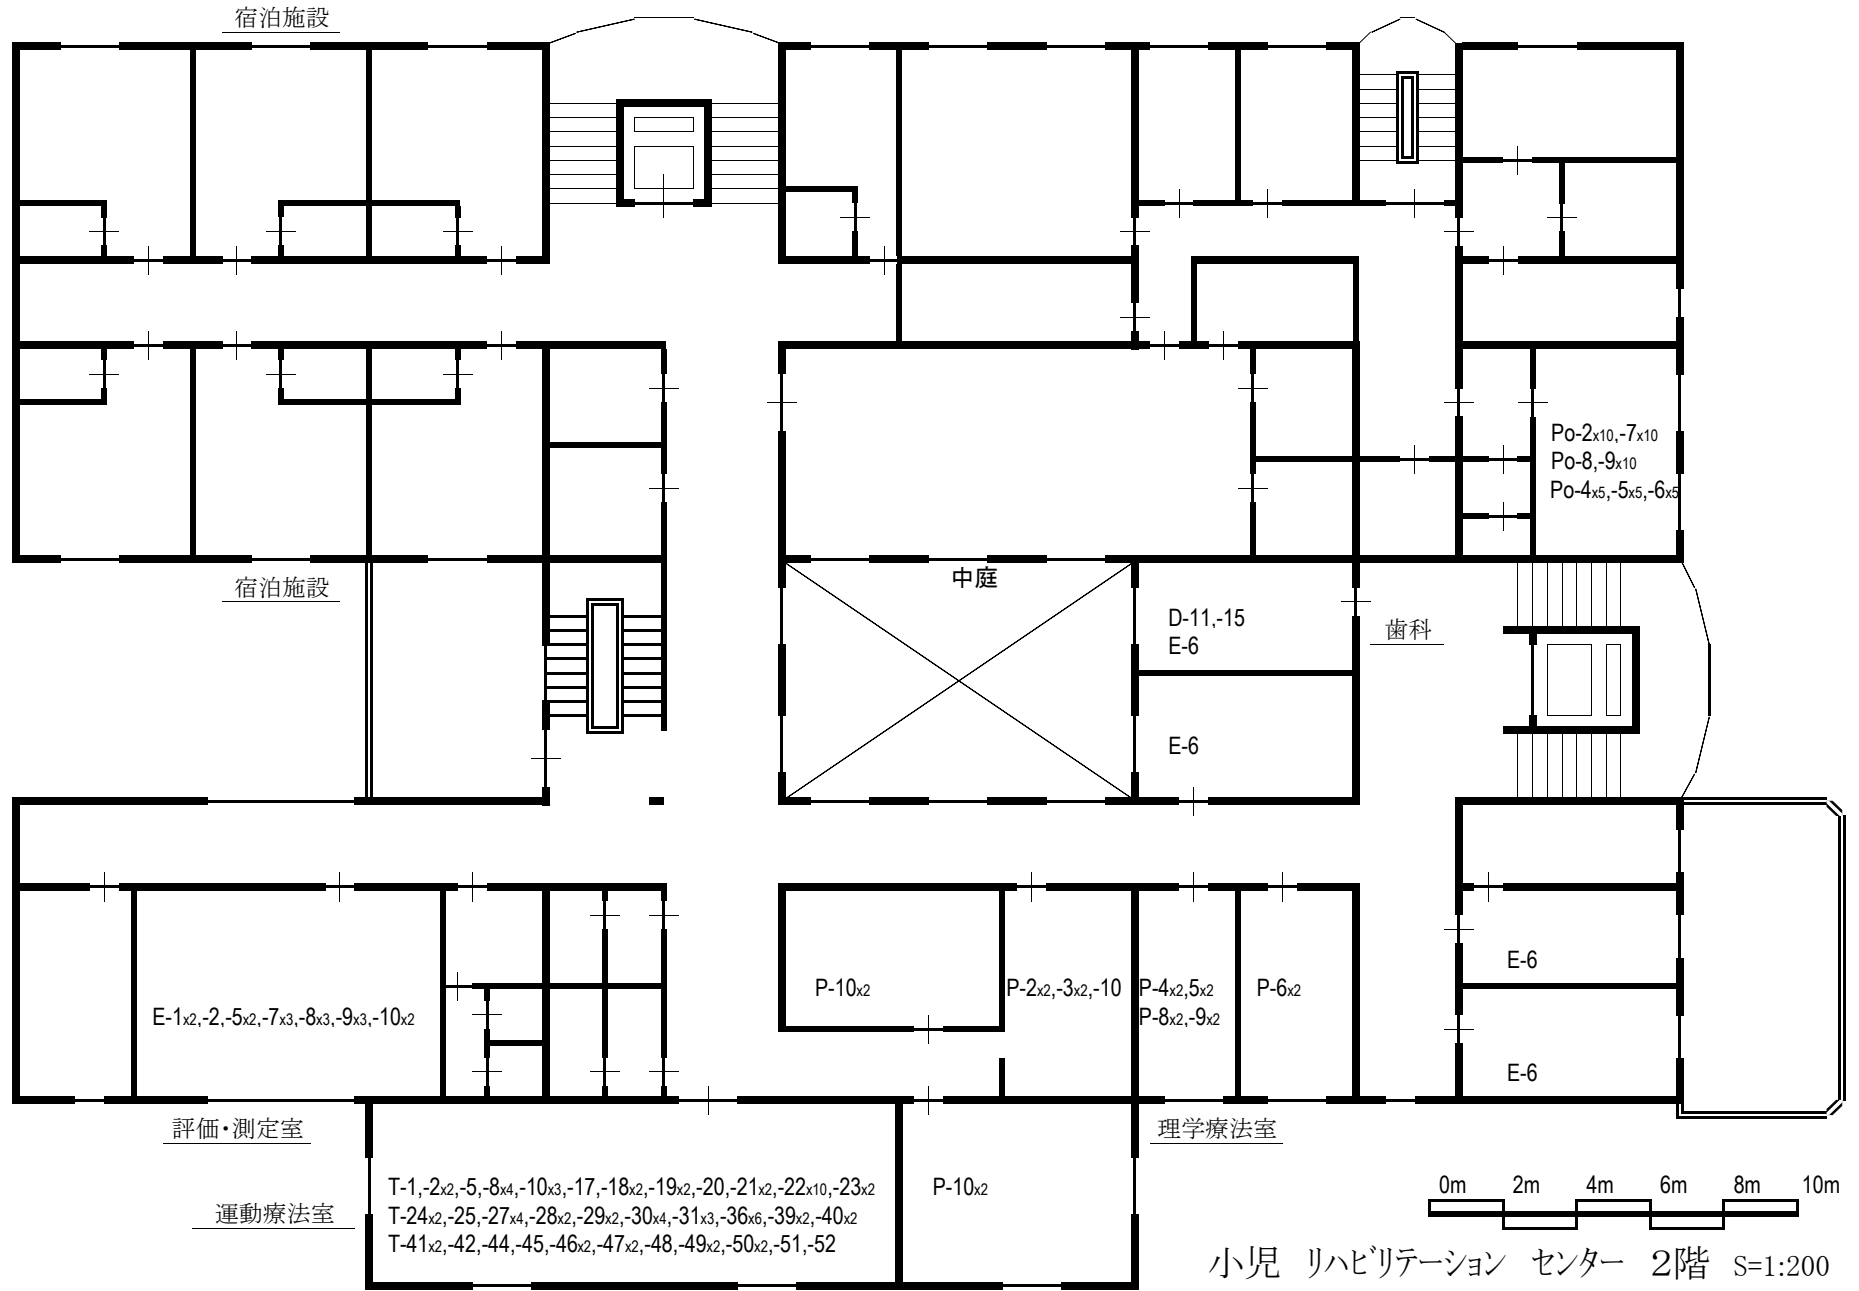 宿泊施設
Po-2x10,-7x10
Po-8,-9x10
Po-4x5,-5x5,-6x5
宿泊施設
中庭
D-11,-15
E-6
歯科
E-6
E-6
P-10x2
P-2x2,-3x2,-10
P-4x2,5x2
P-8x2,-9x2
P-6x2
E-1x2,-2,-5x2,-7x3,-8x3,-9x3,-10x2
E-6
評価・測定室
理学療法室
運動療法室
T-1,-2x2,-5,-8x4,-10x3,-17,-18x2,-19x2,-20,-21x2,-22x10,-23x2
T-24x2,-25,-27x4,-28x2,-29x2,-30x4,-31x3,-36x6,-39x2,-40x2
T-41x2,-42,-44,-45,-46x2,-47x2,-48,-49x2,-50x2,-51,-52
P-10x2
0m 2m 4m 6m 8m 10m
小児 リハビリテーション センター 2階 S=1:200